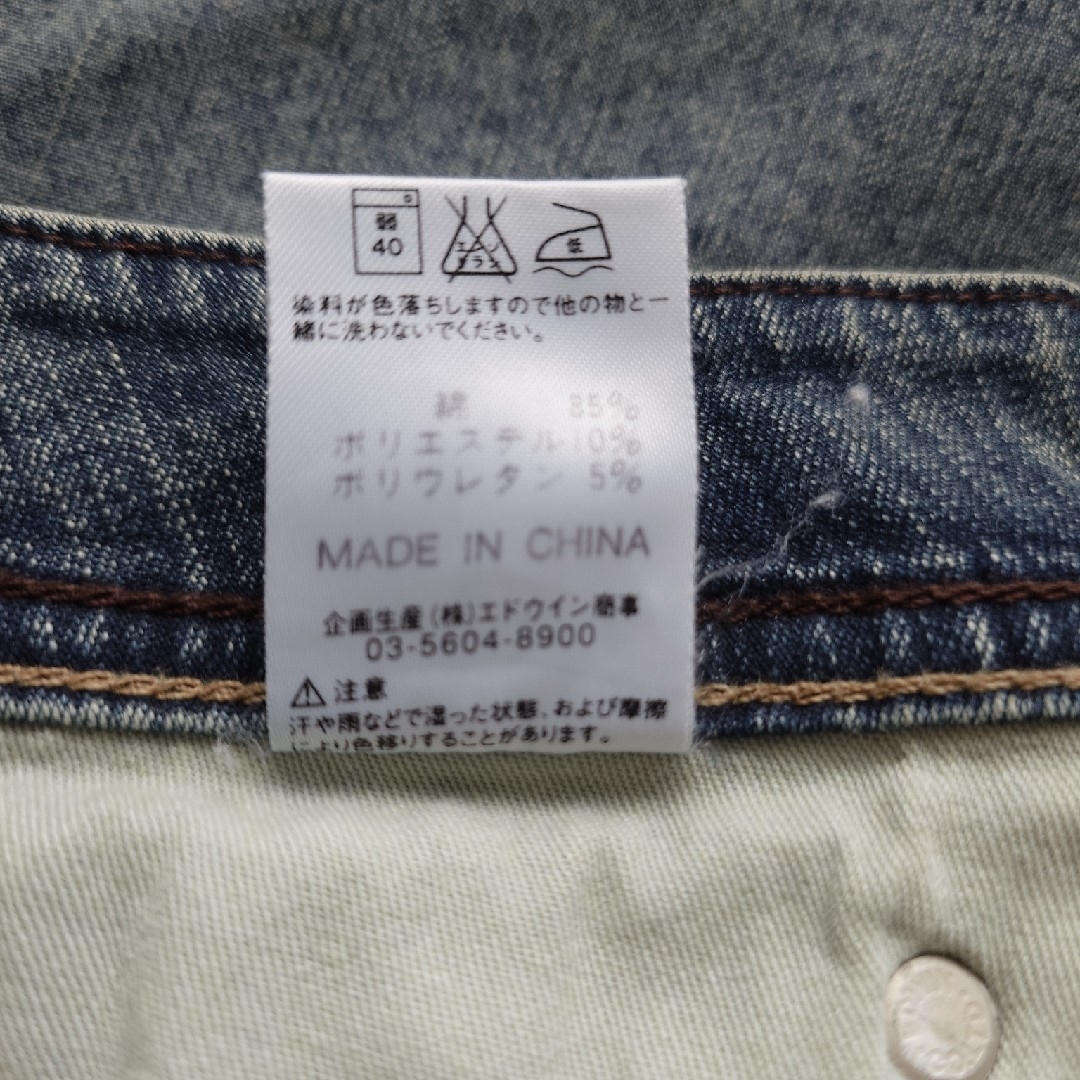 弱
40
エンソ
サラシ
低
染料が色落ちしますので他の物と一
緒に洗わないでください。
綿 85%
ポリエステル 10%
ポリウレタン 5%
MADE IN CHINA
企画生産 (株)エドウイン商事
03-5604-8900
注意
汗や雨などで湿った状態、および摩擦
により色移りすることがあります。